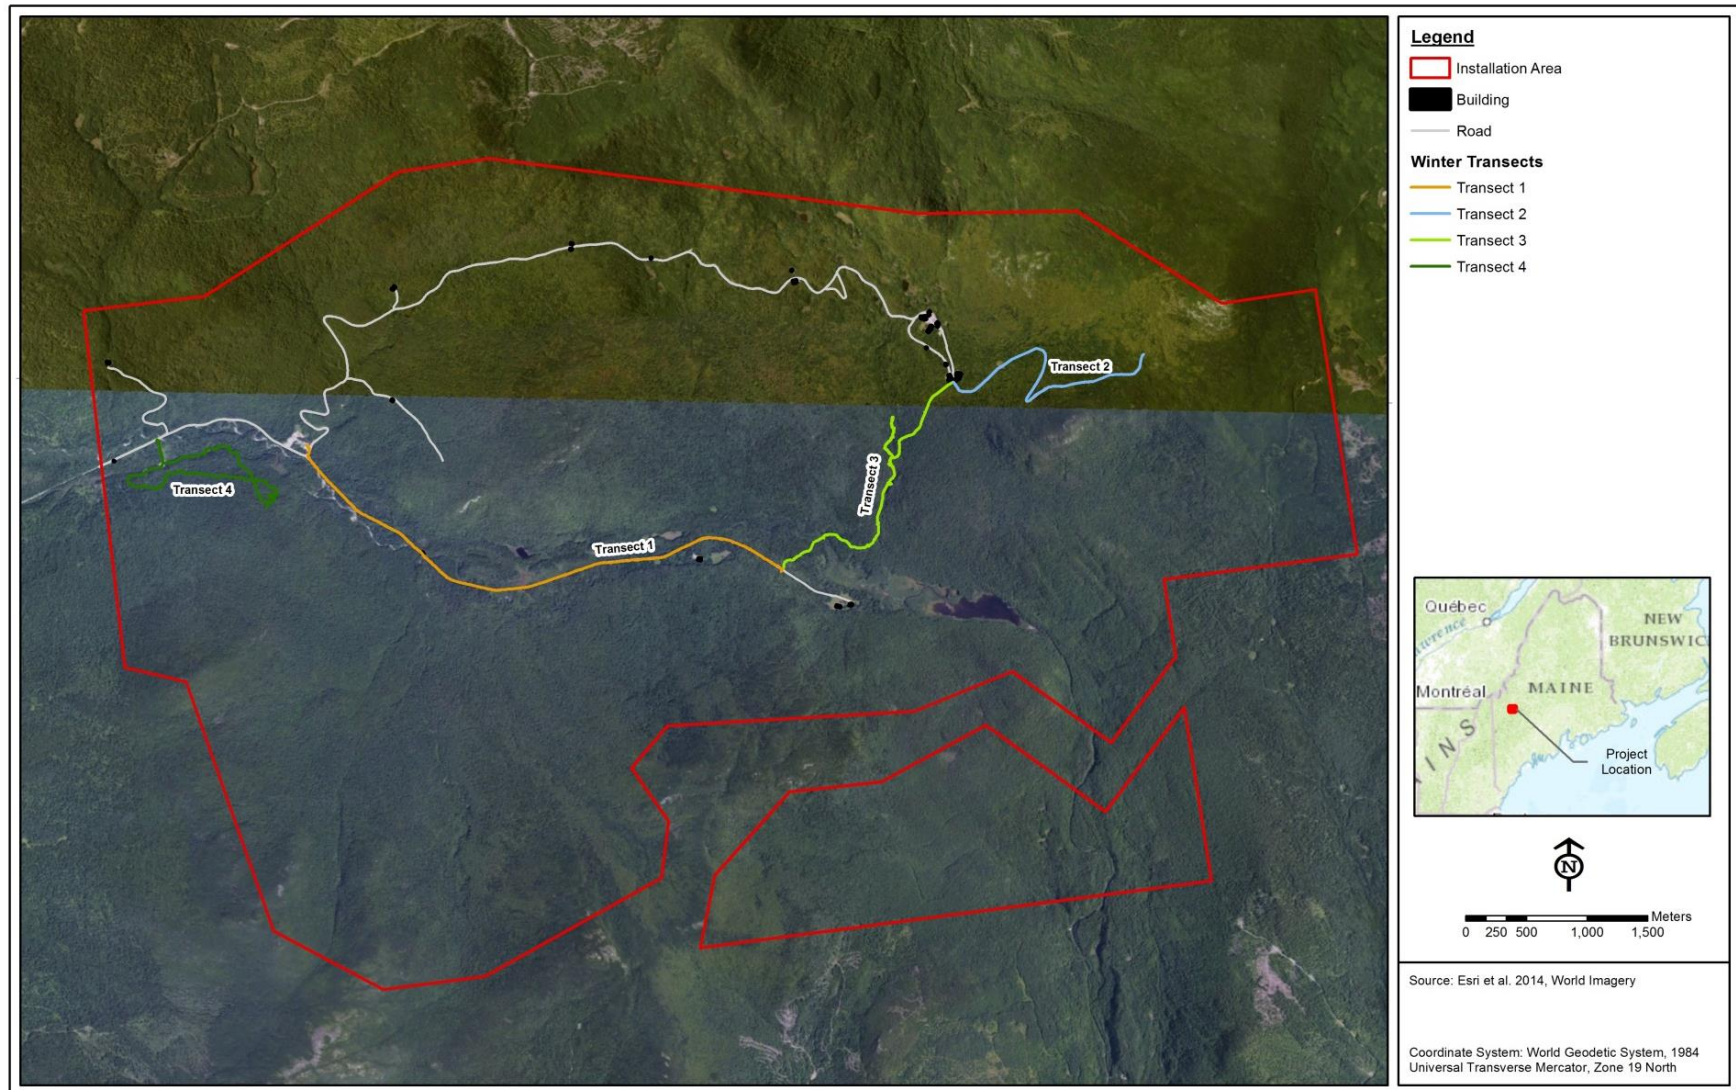 Transect 2
Transect 3
Transect 4
Transect 1
Legend
Installation Area
Building
Road
Winter Transects
Transect 1
Transect 2
Transect 3
Transect 4
Québec
NEW
BRUNSWIC
MAINE
Montréal
Project
Location
N
Meters
0 250 500 1,000 1,500
Source: Esri et al. 2014, World Imagery
Coordinate System: World Geodetic System, 1984
Universal Transverse Mercator, Zone 19 North